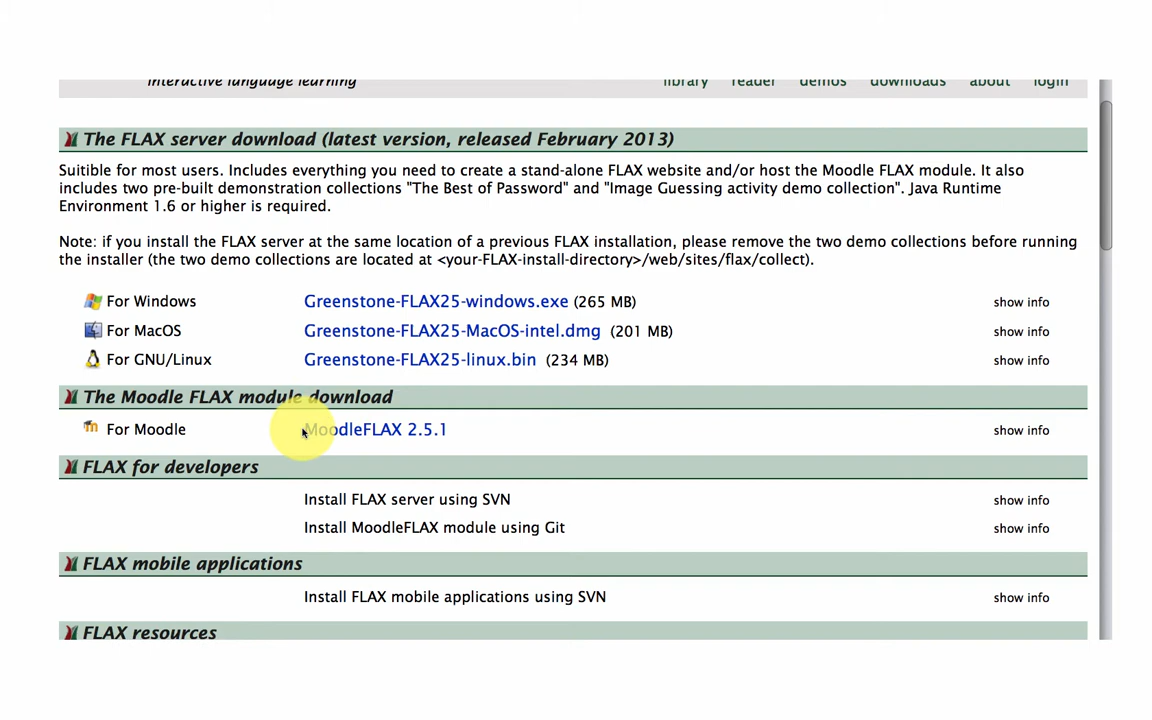 interactive language learning library reader demos downloads about login
The FLAX server download (latest version, released February 2013)
Suitible for most users. Includes everything you need to create a stand-alone FLAX website and/or host the Moodle FLAX module. It also
includes two pre-built demonstration collections "The Best of Password" and "Image Guessing activity demo collection". Java Runtime
Environment 1.6 or higher is required.
Note: if you install the FLAX server at the same location of a previous FLAX installation, please remove the two demo collections before running
the installer (the two demo collections are located at <your-FLAX-install-directory>/web/sites/flax/collect).
For Windows Greenstone-FLAX25-windows.exe (265 MB) show info
For MacOS Greenstone-FLAX25-MacOS-intel.dmg (201 MB) show info
For GNU/Linux Greenstone-FLAX25-linux.bin (234 MB) show info
The Moodle FLAX module download
For Moodle MoodleFLAX 2.5.1 show info
FLAX for developers
Install FLAX server using SVN show info
Install MoodleFLAX module using Git show info
FLAX mobile applications
Install FLAX mobile applications using SVN show info
FLAX resources